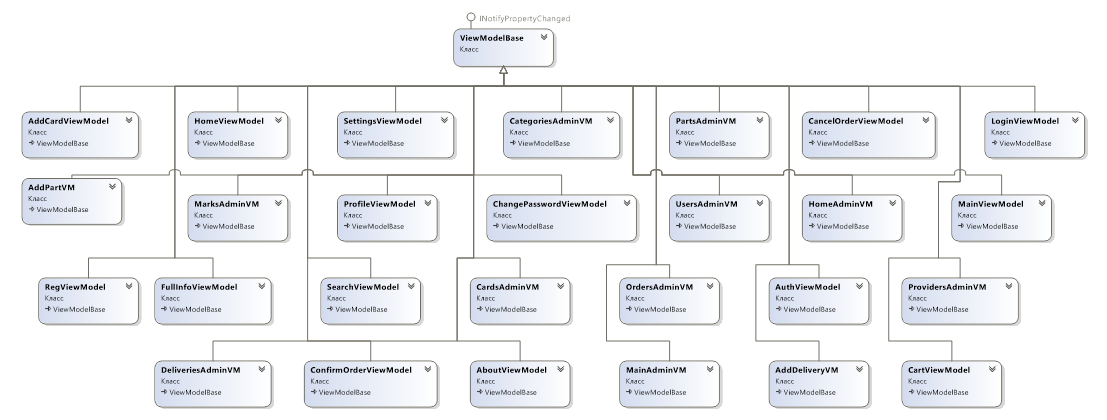 INotifyPropertyChanged
ViewModelBase
Класс
AddCardViewModel
Класс
ViewModelBase
HomeViewModel
Класс
ViewModelBase
SettingsViewModel
Класс
ViewModelBase
CategoriesAdminVM
Класс
ViewModelBase
PartsAdminVM
Класс
ViewModelBase
CancelOrderViewModel
Класс
ViewModelBase
LoginViewModel
Класс
ViewModelBase
AddPartVM
Класс
ViewModelBase
MarksAdminVM
Класс
ViewModelBase
ProfileViewModel
Класс
ViewModelBase
ChangePasswordViewModel
Класс
ViewModelBase
UsersAdminVM
Класс
ViewModelBase
HomeAdminVM
Класс
ViewModelBase
MainViewModel
Класс
ViewModelBase
RegViewModel
Класс
ViewModelBase
FullInfoViewModel
Класс
ViewModelBase
SearchViewModel
Класс
ViewModelBase
CardsAdminVM
Класс
ViewModelBase
OrdersAdminVM
Класс
ViewModelBase
AuthViewModel
Класс
ViewModelBase
ProvidersAdminVM
Класс
ViewModelBase
DeliveriesAdminVM
Класс
ViewModelBase
ConfirmOrderViewModel
Класс
ViewModelBase
AboutViewModel
Класс
ViewModelBase
MainAdminVM
Класс
ViewModelBase
AddDeliveryVM
Класс
ViewModelBase
CartViewModel
Класс
ViewModelBase